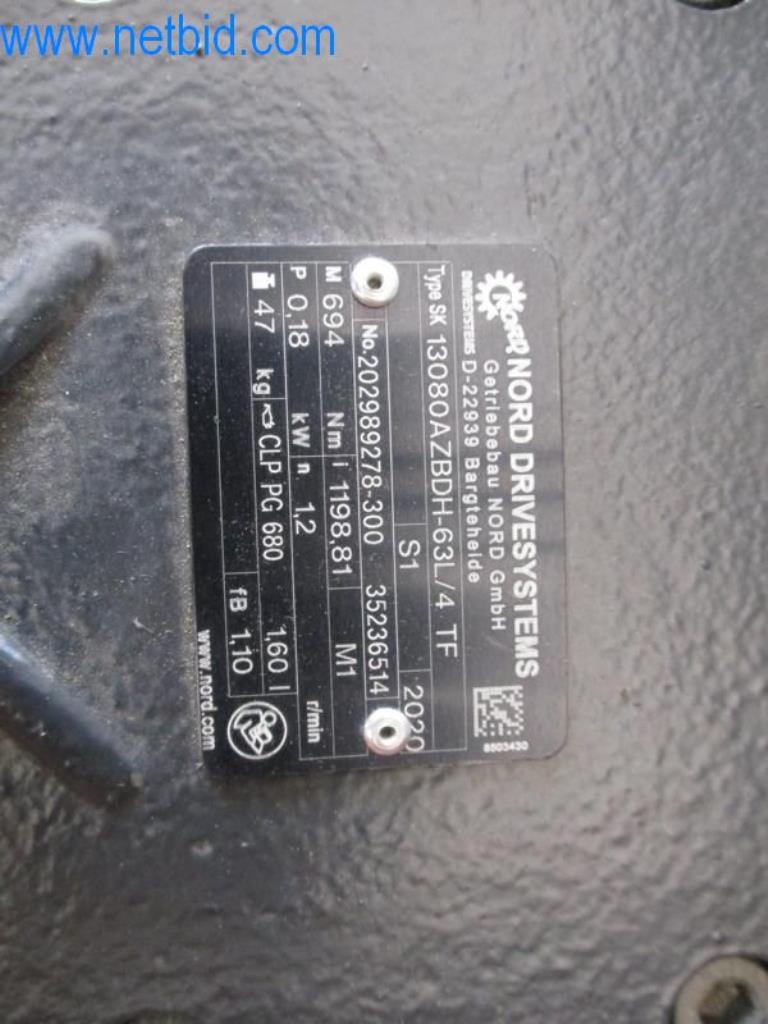 www.netbid.com
NORD NORD DRIVESYSTEMS
DRIVESYSTEMS
Getriebebau NORD GmbH
D-22939 Bargteheide
8503430
Type SK 13080AZBDH-63L/4 TF
S1 2020
No. 202989278-300 35236514
M 694 Nm i 1198,81 M1
P 0,18 kW n 1,2 r/min
47 kg CLP PG 680 1,60 l
fB 1,10
www.nord.com